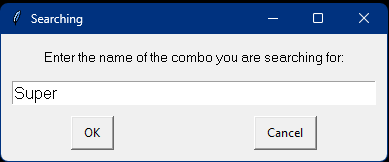 Searching
Enter the name of the combo you are searching for:
Super
OK
Cancel